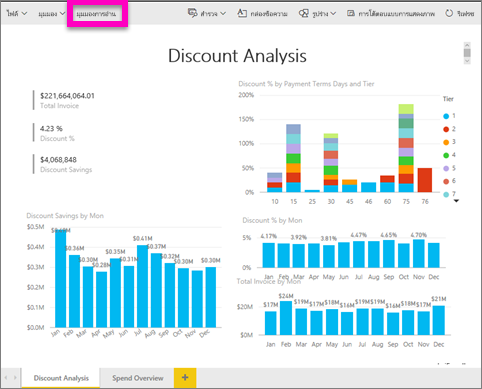 ไฟล์ มุมมอง มุมมองการอ่าน สำรวจ กล่องข้อความ รูปร่าง การโต้ตอบแบบการแสดงภาพ รีเฟรช
Discount Analysis
$221,664,064.01
Total Invoice
4.23 %
Discount %
$4,068,848
Discount Savings
Discount % by Payment Terms Days and Tier
200%
150%
100%
50%
0%
10 15 25 30 45 46 60 75 76
Tier
1
2
3
4
5
6
7
Discount Savings by Mon
$0.5M
$0.4M
$0.3M
$0.2M
$0.1M
$0.0M
$0.36M $0.30M $0.28M $0.35M $0.31M $0.41M $0.37M $0.32M $0.30M $0.30M
Jan Feb Mar Apr May Jun July Aug Sep Oct Nov Dec
Discount % by Mon
5%
0%
4.17% 3.92% 3.81% 4.47% 4.65% 4.70%
Jan Feb Mar Apr May Jun July Aug Sep Oct Nov Dec
Total Invoice by Mon
$20M
$0M
$17M $24M $19M $17M $18M $16M $19M $19M $16M $18M $17M $21M
Jan Feb Mar Apr May Jun July Aug Sep Oct Nov Dec
Discount Analysis Spend Overview +